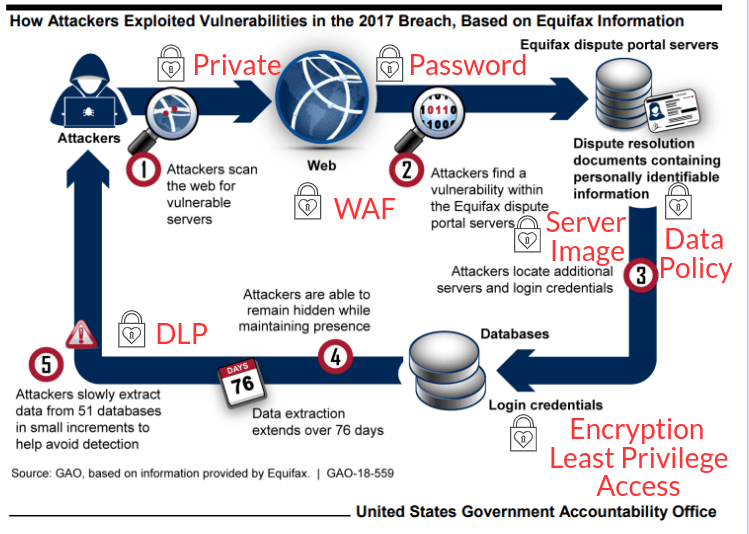 How Attackers Exploited Vulnerabilities in the 2017 Breach, Based on Equifax Information
Equifax dispute portal servers
Private
Password
10110
1000
Attackers
Web
1
Attackers scan
the web for
vulnerable
servers
WAF
2
Attackers find a
vulnerability within
the Equifax dispute
portal servers
Dispute resolution
documents containing
personally identifiable
information
Server
Image
Data
Policy
3
Attackers locate additional
servers and login credentials
Attackers are able to
remain hidden while
maintaining presence
4
DLP
Databases
Login credentials
DAYS
76
Data extraction
extends over 76 days
5
Attackers slowly extract
data from 51 databases
in small increments to
help avoid detection
Encryption
Least Privilege
Access
Source: GAO, based on information provided by Equifax. | GAO-18-559
United States Government Accountability Office